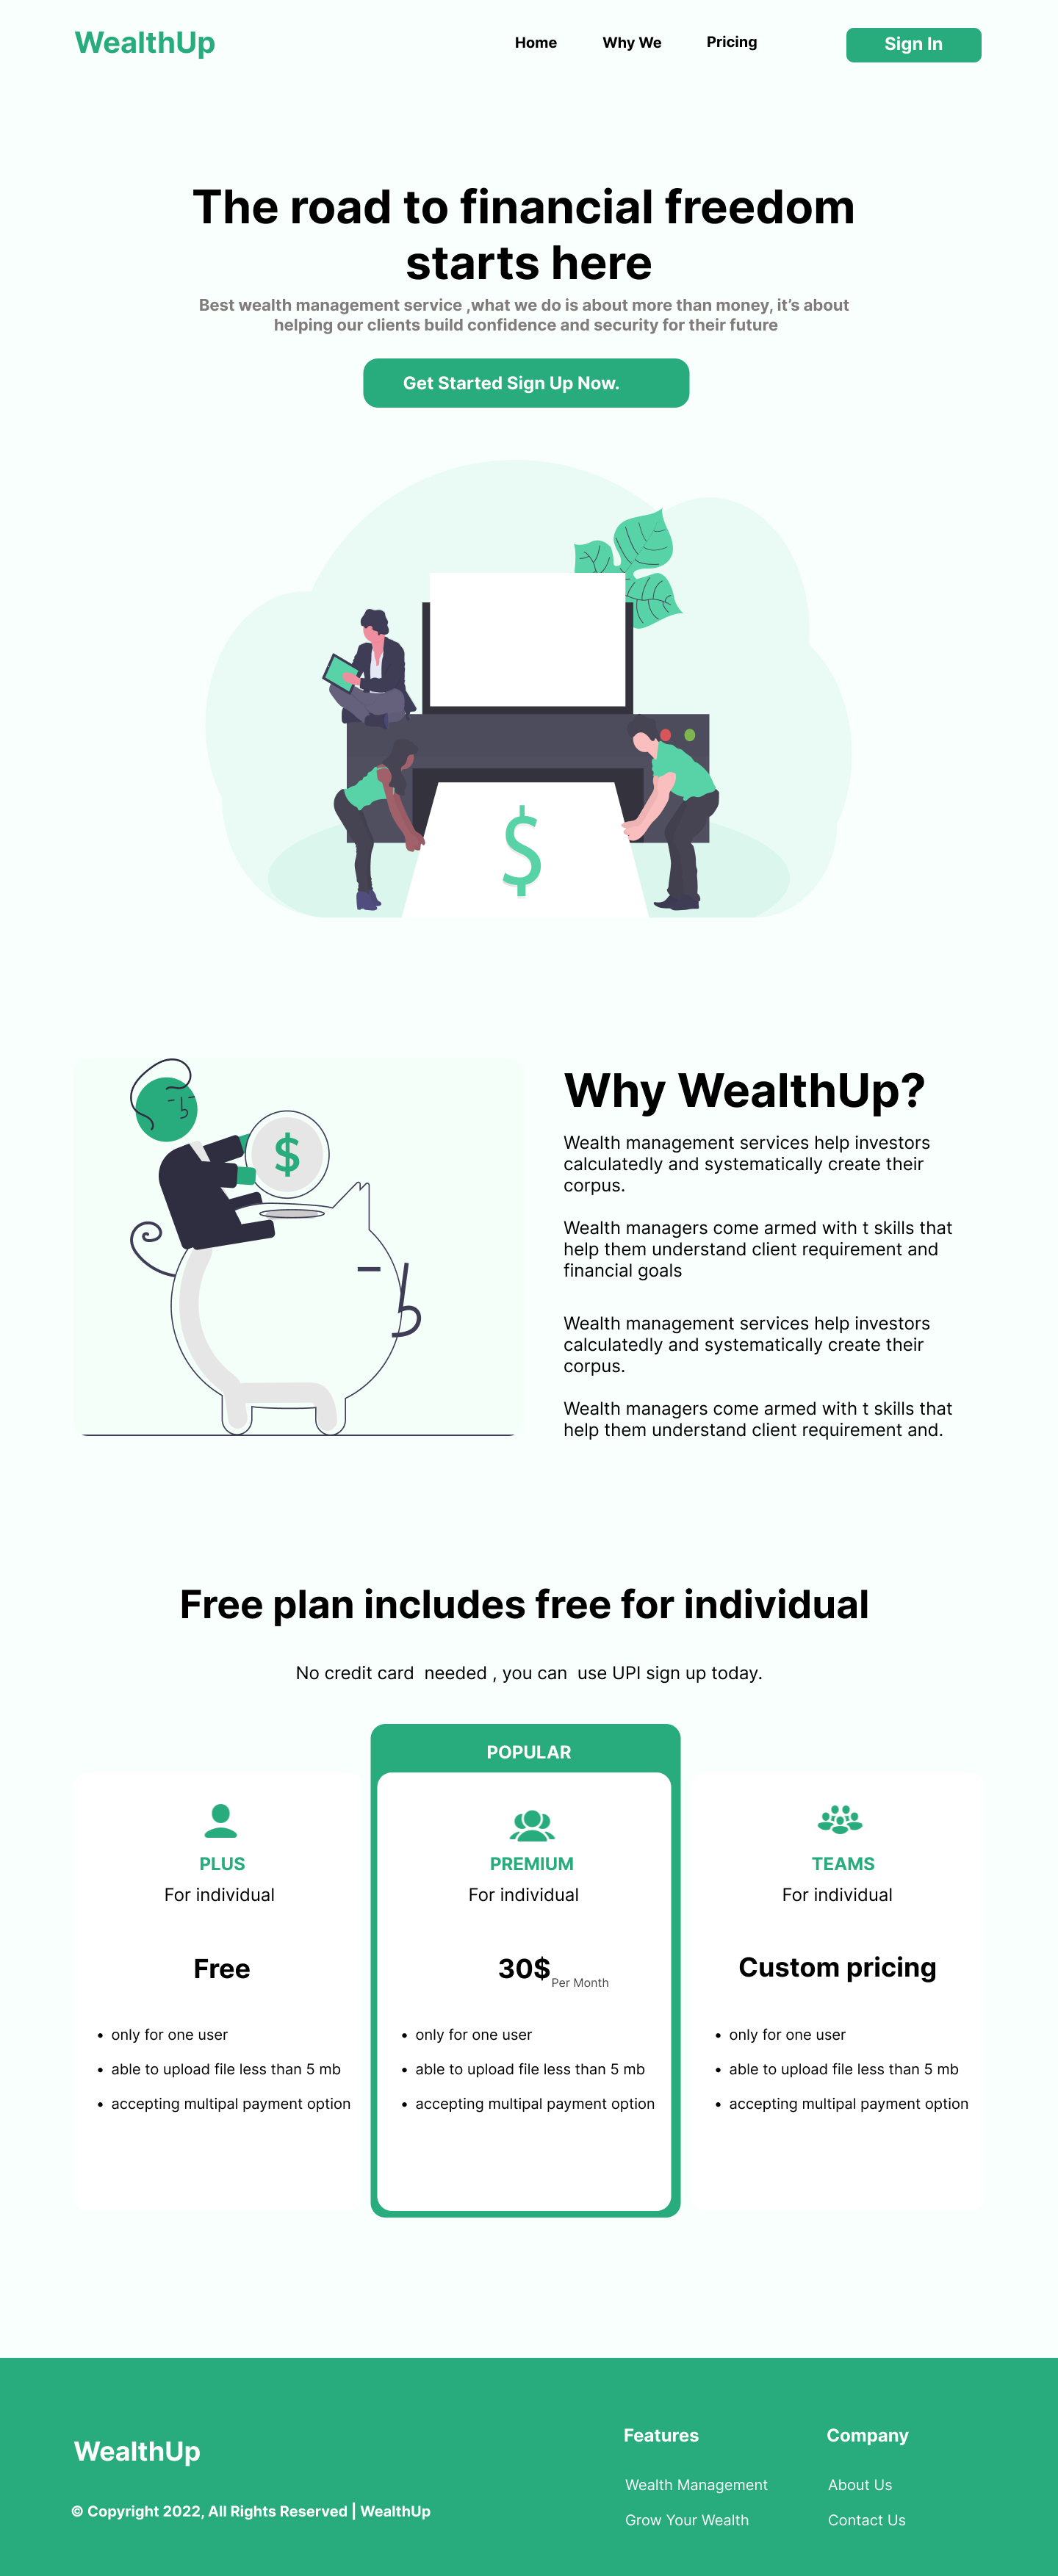 WealthUp
Home
Why We
Pricing
Sign In
The road to financial freedom
starts here
Best wealth management service ,what we do is about more than money, it’s about
helping our clients build confidence and security for their future
Get Started Sign Up Now.
$
$
Why WealthUp?
Wealth management services help investors
calculatedly and systematically create their
corpus.
Wealth managers come armed with t skills that
help them understand client requirement and
financial goals
Wealth management services help investors
calculatedly and systematically create their
corpus.
Wealth managers come armed with t skills that
help them understand client requirement and.
Free plan includes free for individual
No credit card  needed , you can  use UPI sign up today.
PLUS
For individual
Free
• only for one user
• able to upload file less than 5 mb
• accepting multipal payment option
POPULAR
PREMIUM
For individual
30$ Per Month
• only for one user
• able to upload file less than 5 mb
• accepting multipal payment option
TEAMS
For individual
Custom pricing
• only for one user
• able to upload file less than 5 mb
• accepting multipal payment option
WealthUp
© Copyright 2022, All Rights Reserved | WealthUp
Features
Wealth Management
Grow Your Wealth
Company
About Us
Contact Us